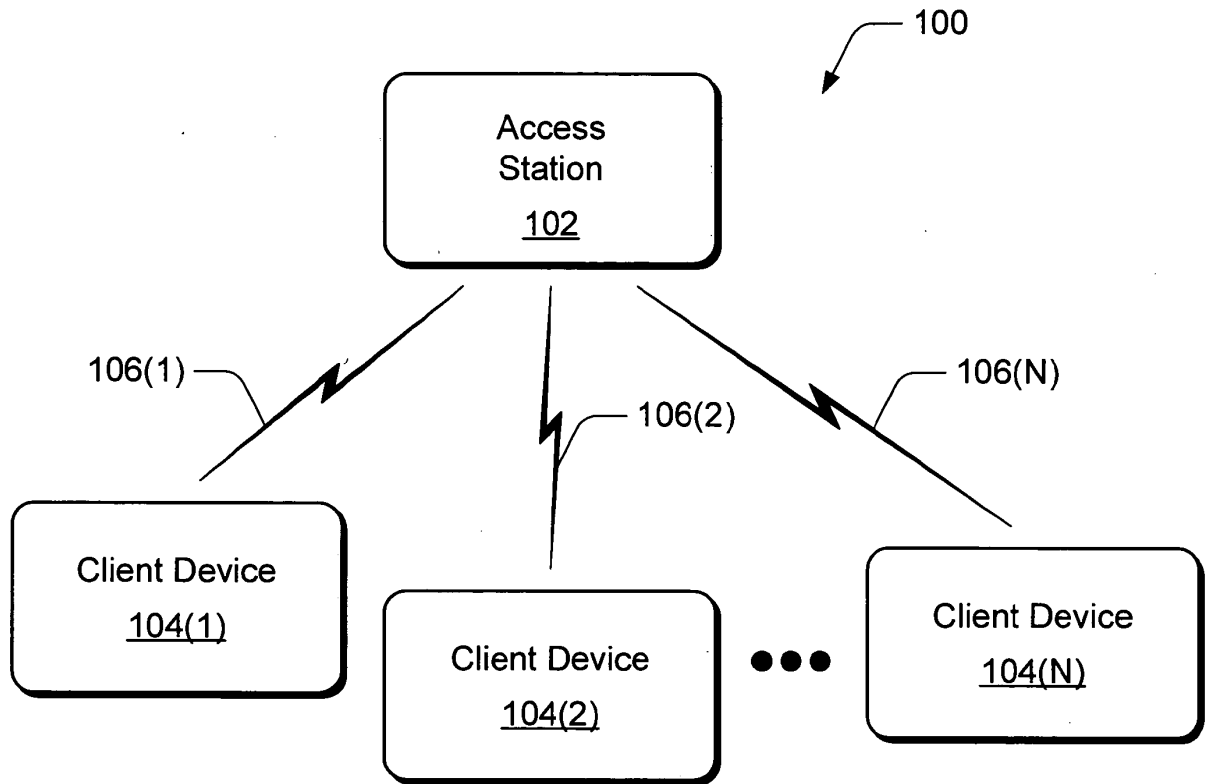 100
Access
Station
102
106(1)
106(2)
106(N)
Client Device
104(1)
Client Device
104(2)
Client Device
104(N)